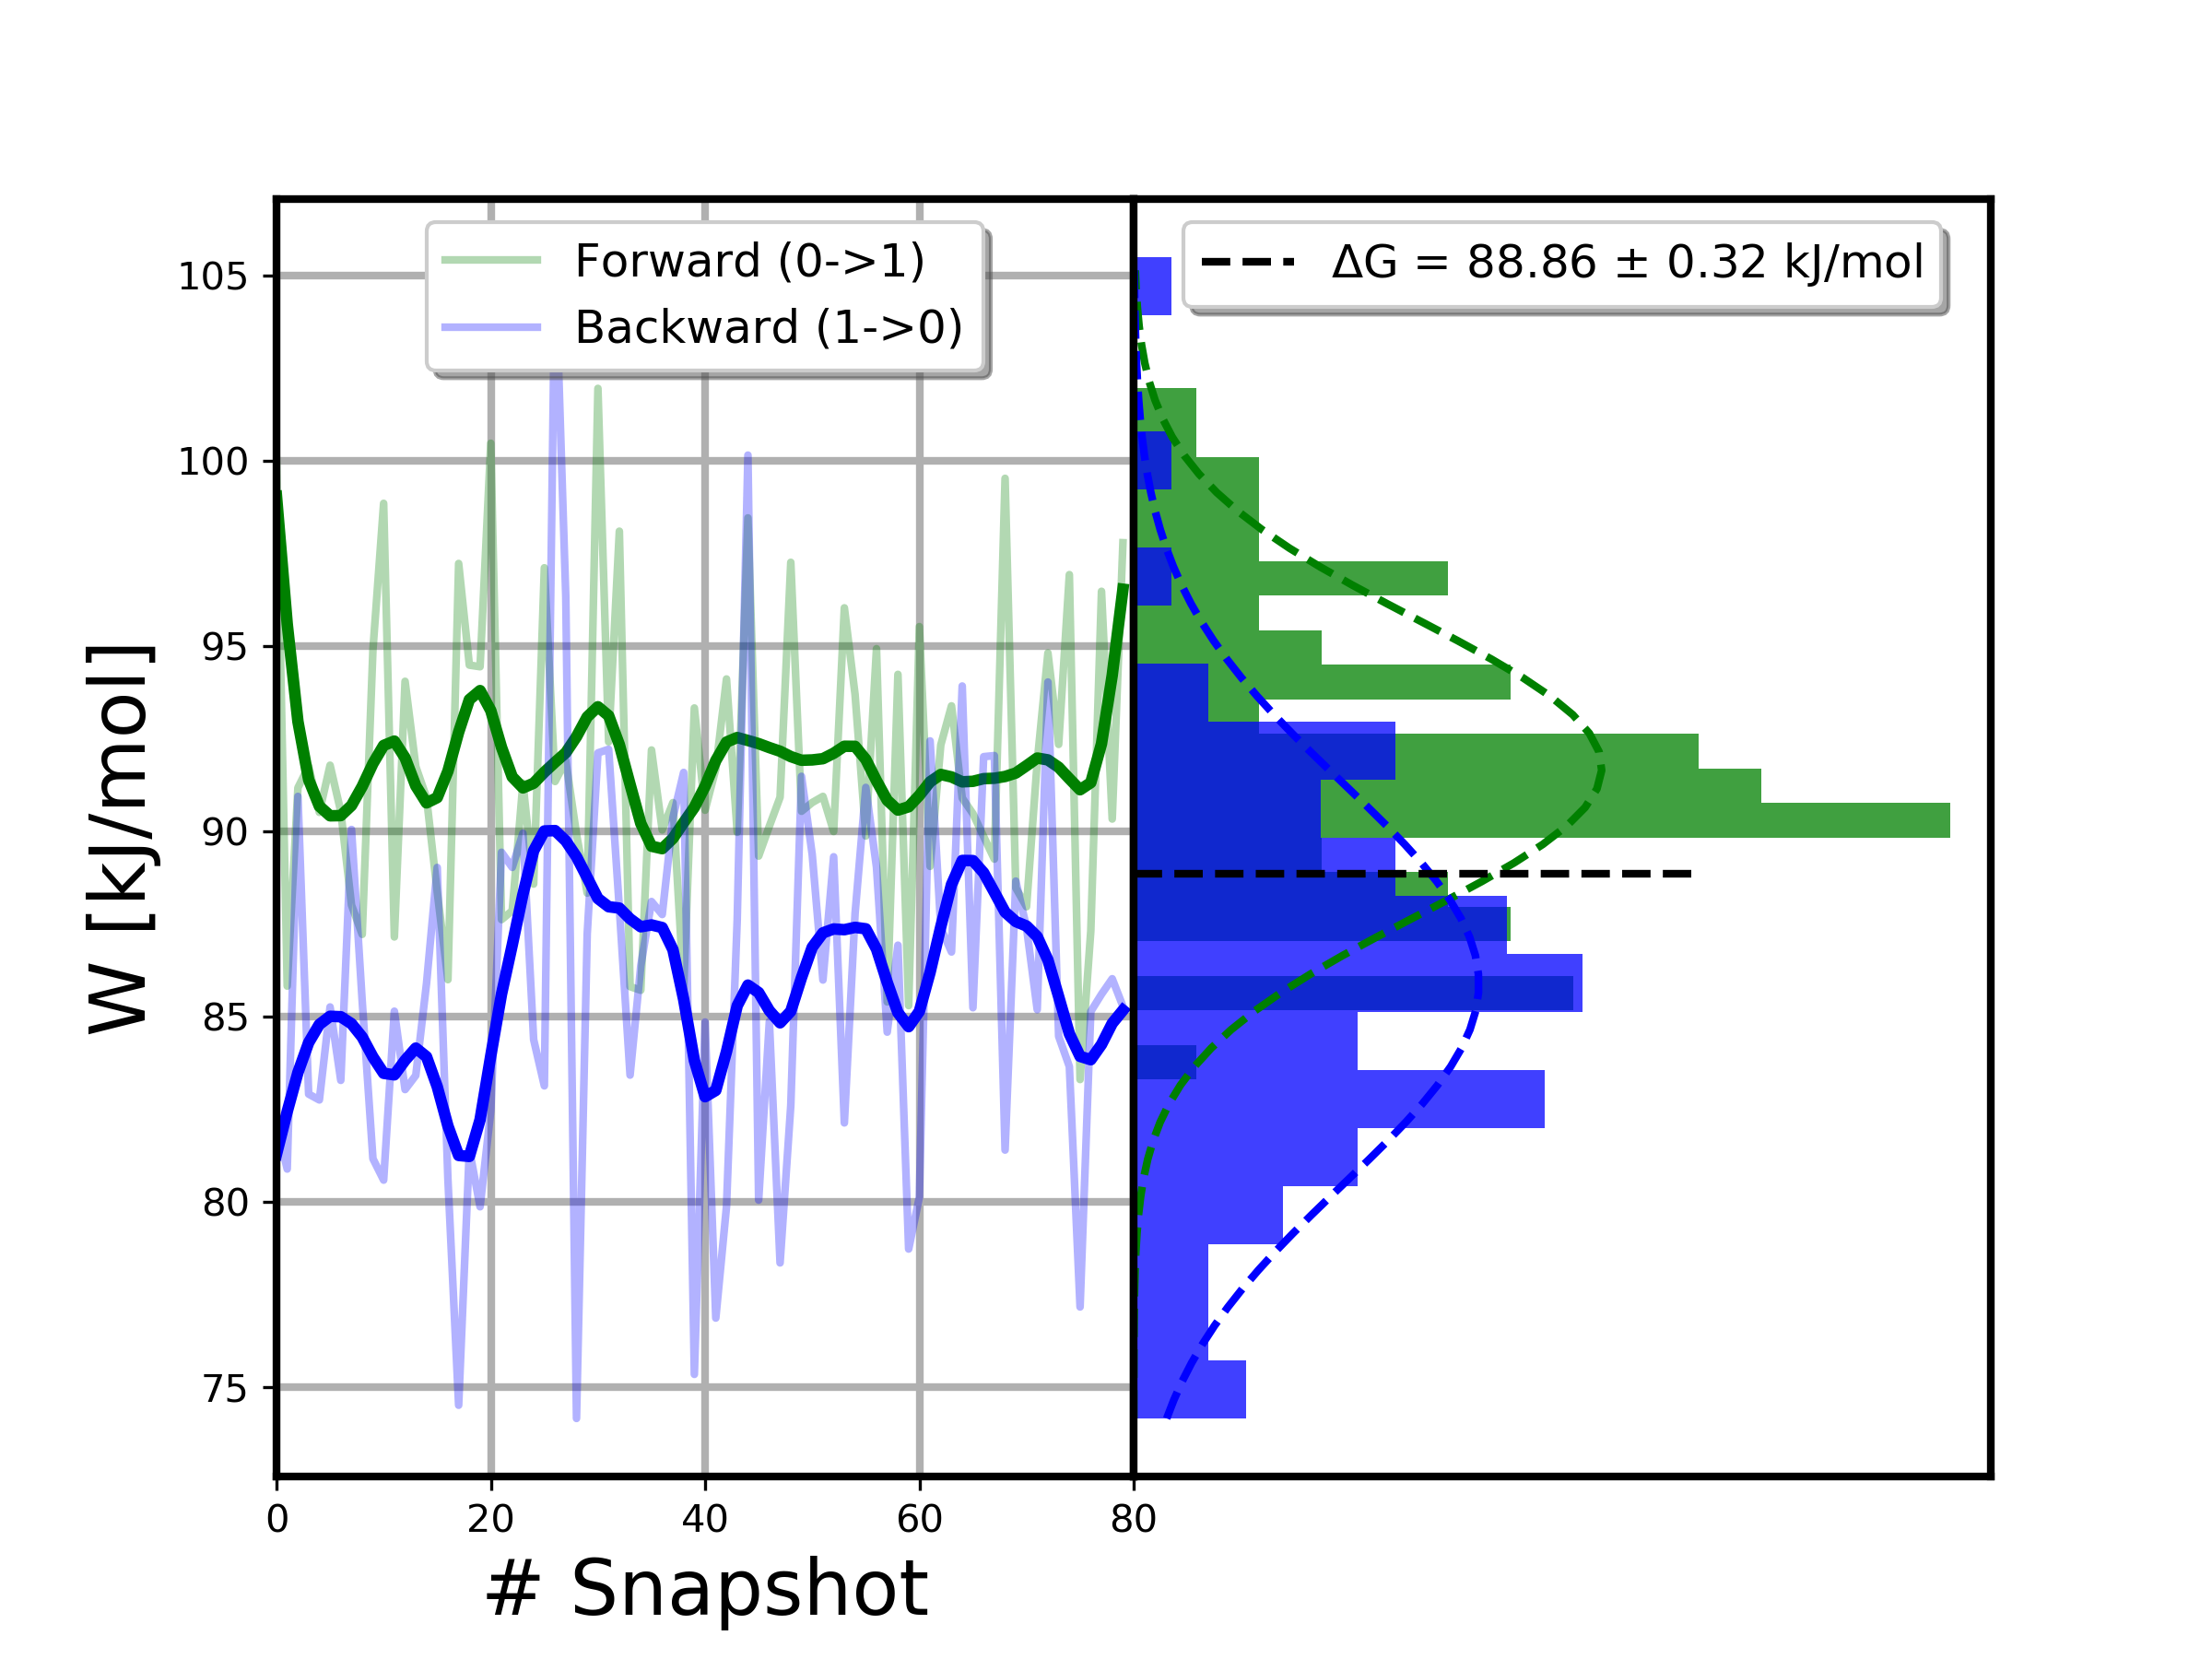 Forward (0->1)
Backward (1->0)
ΔG = 88.86 ± 0.32 kJ/mol
105
100
95
90
85
80
75
W [kJ/mol]
0 20 40 60 80
# Snapshot